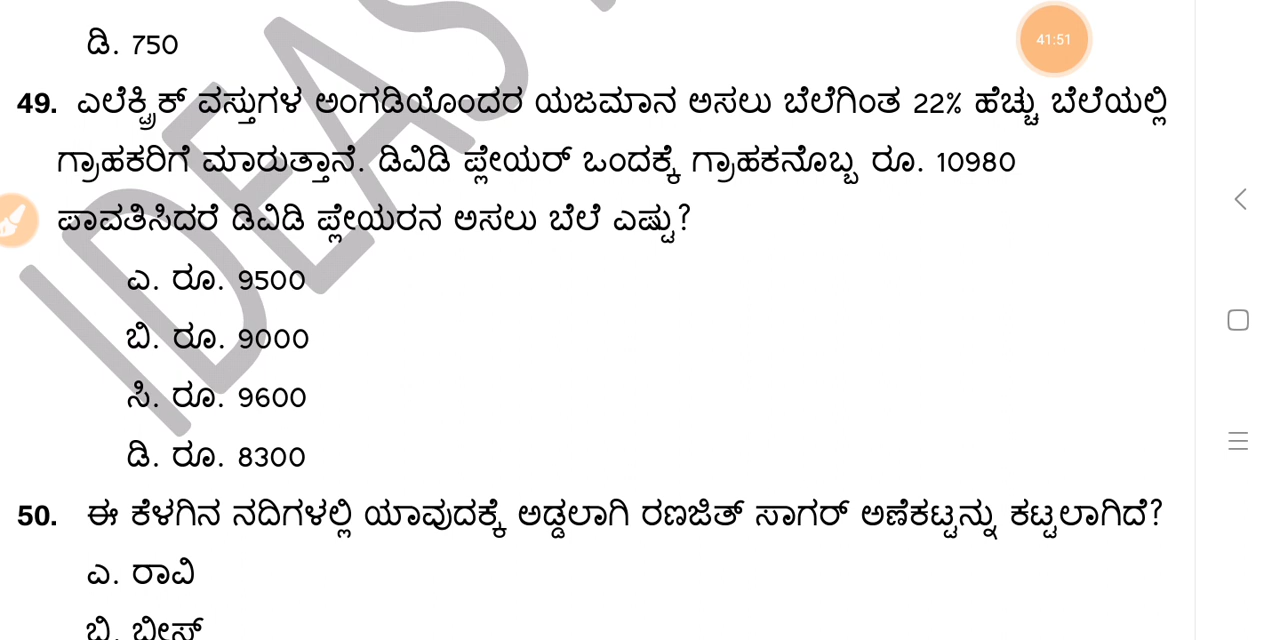 ಡಿ. 750
41:51
49. ಎಲೆಕ್ಟ್ರಿಕ್ ವಸ್ತುಗಳ ಅಂಗಡಿಯೊಂದರ ಯಜಮಾನ ಅಸಲು ಬೆಲೆಗಿಂತ 22% ಹೆಚ್ಚು ಬೆಲೆಯಲ್ಲಿ
ಗ್ರಾಹಕರಿಗೆ ಮಾರುತ್ತಾನೆ. ಡಿವಿಡಿ ಪ್ಲೇಯರ್ ಒಂದಕ್ಕೆ ಗ್ರಾಹಕನೊಬ್ಬ ರೂ. 10980
ಪಾವತಿಸಿದರೆ ಡಿವಿಡಿ ಪ್ಲೇಯರನ ಅಸಲು ಬೆಲೆ ಎಷ್ಟು?
ಎ. ರೂ. 9500
ಬಿ. ರೂ. 9000
ಸಿ. ರೂ. 9600
ಡಿ. ರೂ. 8300
50. ಈ ಕೆಳಗಿನ ನದಿಗಳಲ್ಲಿ ಯಾವುದಕ್ಕೆ ಅಡ್ಡಲಾಗಿ ರಣಜಿತ್ ಸಾಗರ್ ಅಣೆಕಟ್ಟನ್ನು ಕಟ್ಟಲಾಗಿದೆ?
ಎ. ರಾವಿ
ಬಿ. ಬೀಸ್
IDEAS